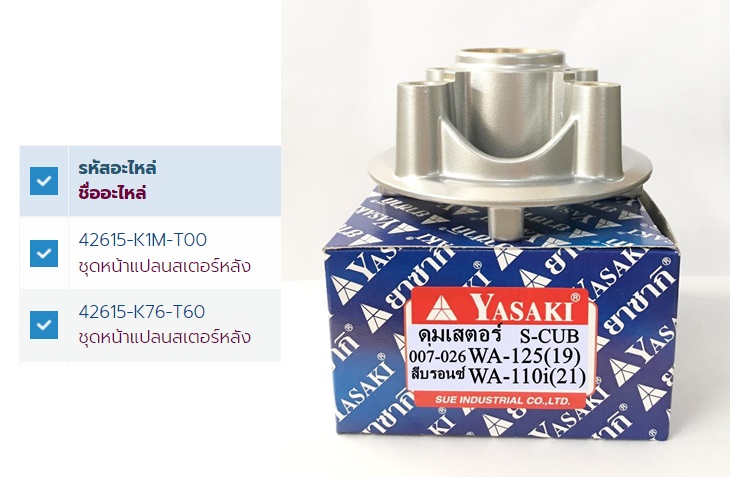 รหัสอะไหล่
ชื่ออะไหล่
42615-K1M-T00
ชุดหน้าแปลนสเตอร์หลัง
42615-K76-T60
ชุดหน้าแปลนสเตอร์หลัง
YASAKI®
ดุมเสตอร์ S-CUB
007-026 WA-125(19)
สีบรอนซ์ WA-110i(21)
SUE INDUSTRIAL CO.,LTD.
YASAKI®
ยาซากิ®